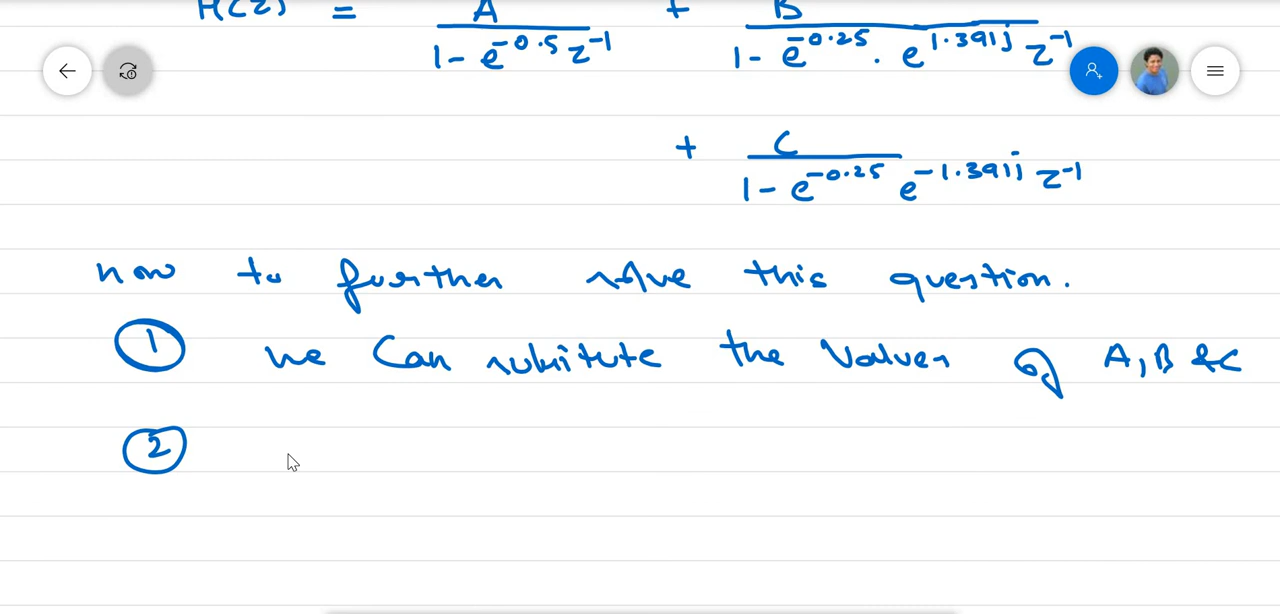 H(z) = A / (1 - e^{-0.5} z^{-1}) + B / (1 - e^{-0.25} . e^{1.391j} z^{-1})
+ C / (1 - e^{-0.25} e^{-1.391j} z^{-1})
now to further solve this question.
① we can subsitute the values of A, B & C
②